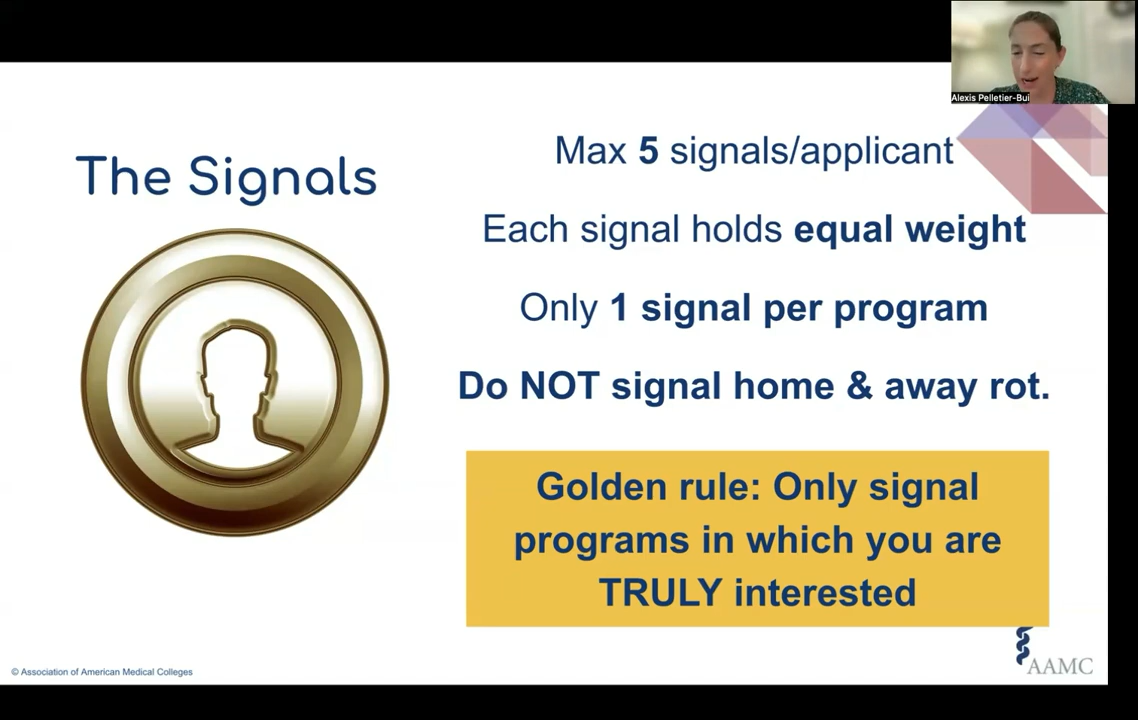 Alexis Pelletier-Bui
The Signals
Max 5 signals/applicant
Each signal holds equal weight
Only 1 signal per program
Do NOT signal home & away rot.
Golden rule: Only signal
programs in which you are
TRULY interested
© Association of American Medical Colleges
AAMC